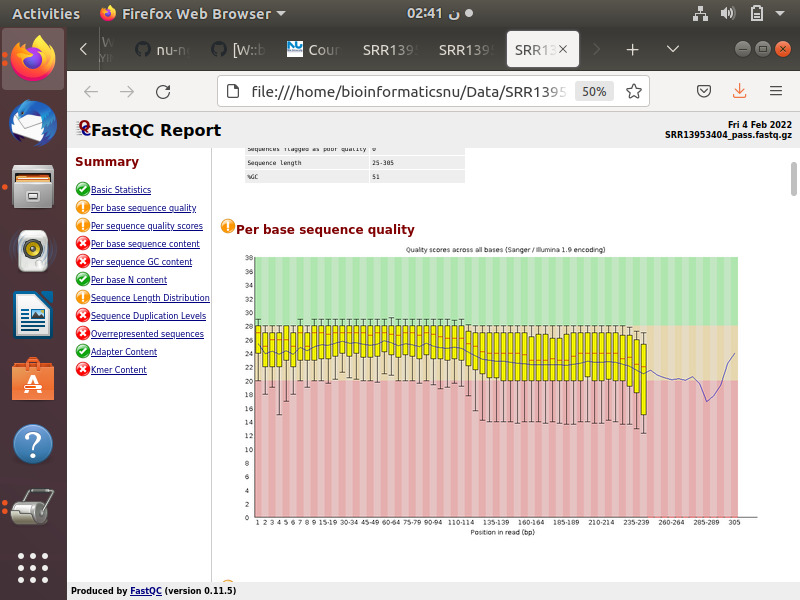 Activities
Firefox Web Browser
02:41 ن
nu-n
[W::b
Cour
SRR1395
SRR1395
SRR13
file:///home/bioinformaticsnu/Data/SRR1395
50%
FastQC Report
Fri 4 Feb 2022
SRR13953404_pass.fastq.gz
Summary
Basic Statistics
Per base sequence quality
Per sequence quality scores
Per base sequence content
Per sequence GC content
Per base N content
Sequence Length Distribution
Sequence Duplication Levels
Overrepresented sequences
Adapter Content
Kmer Content
Sequences flagged as poor quality 0
Sequence length 25-305
%GC 51
Per base sequence quality
Quality scores across all bases (Sanger / Illumina 1.9 encoding)
38
36
34
32
30
28
26
24
22
20
18
16
14
12
10
8
6
4
2
0
1 2 3 4 5 6 7 8 9 15-19 30-34 45-49 60-64 75-79 90-94 110-114 135-139 160-164 185-189 210-214 235-239 260-264 285-289 305
Position in read (bp)
Produced by FastQC (version 0.11.5)